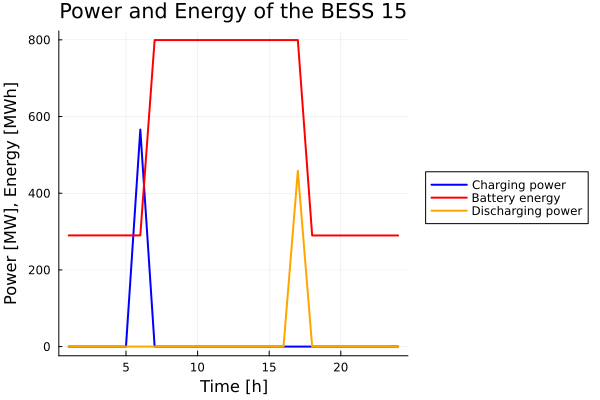 Power and Energy of the BESS 15
Power [MW], Energy [MWh]
800
600
400
200
0
5
10
15
20
Time [h]
Charging power
Battery energy
Discharging power